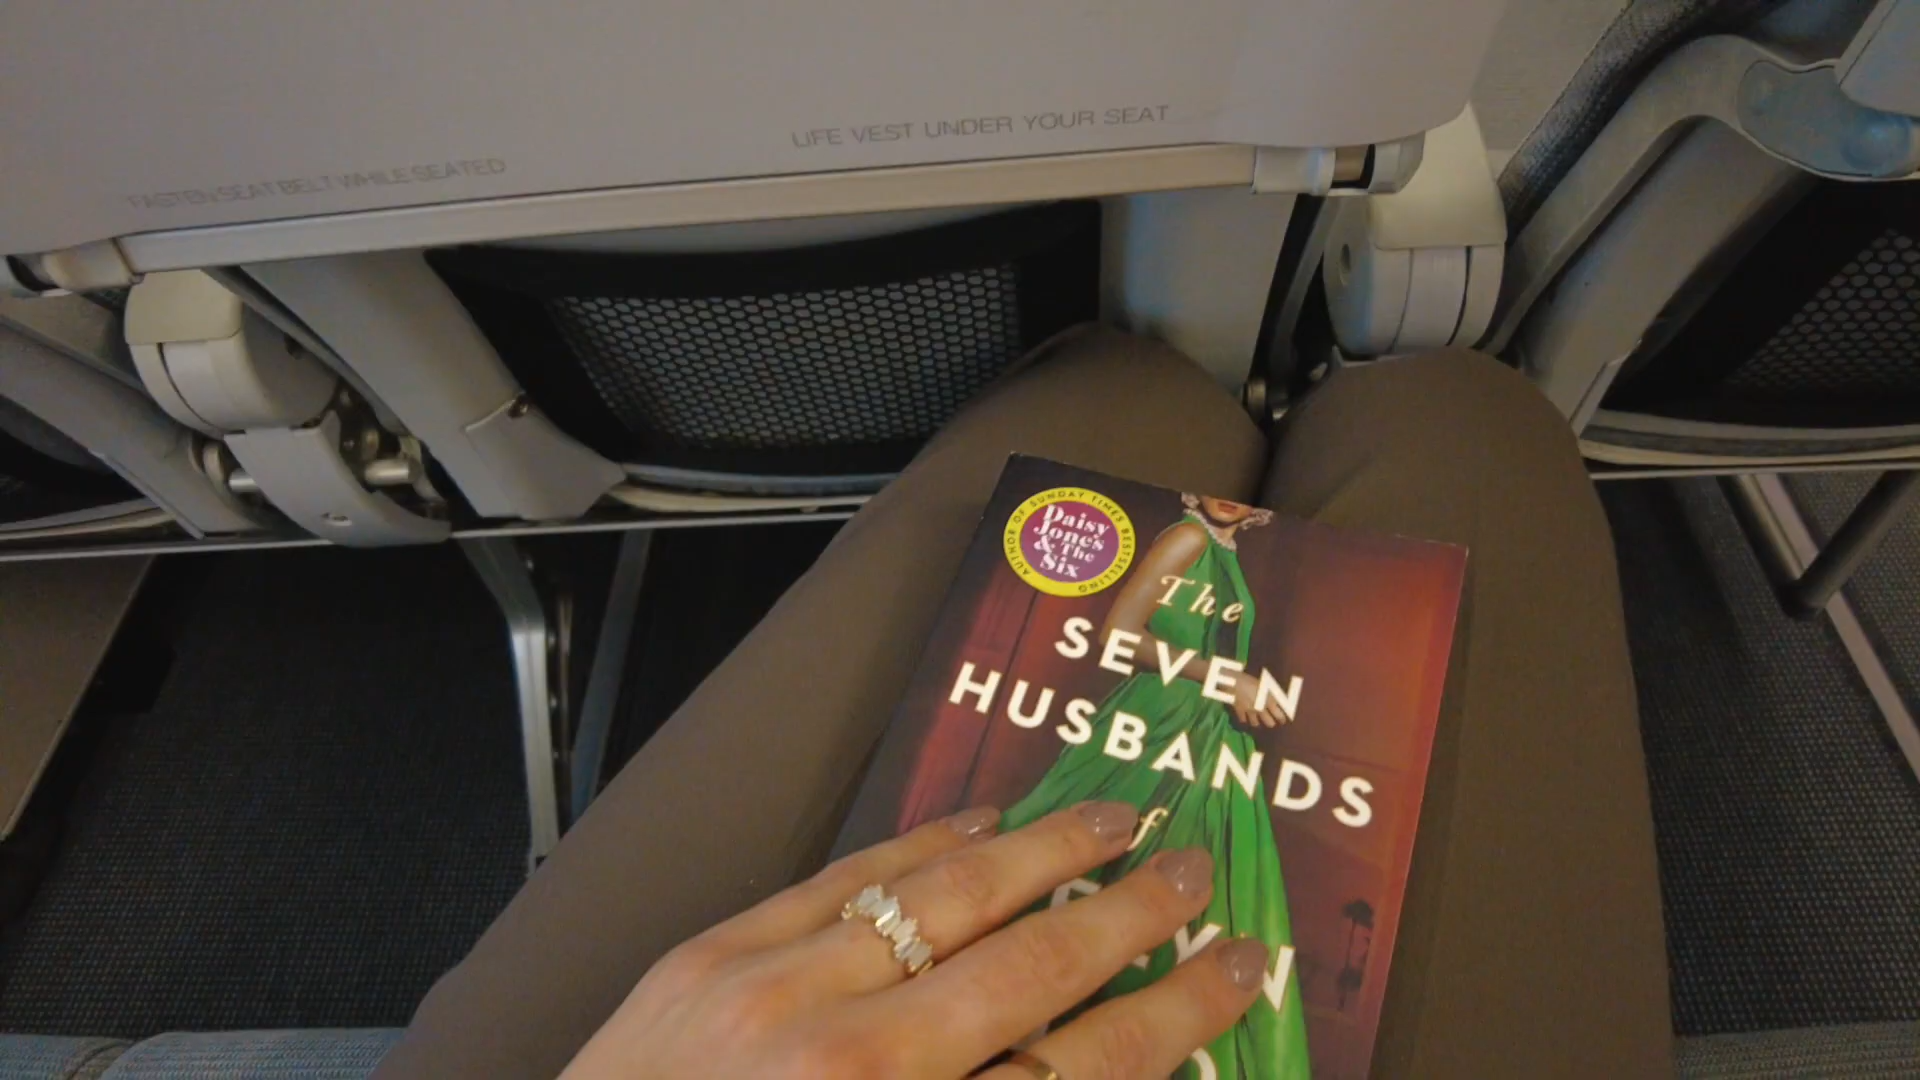 FASTEN SEAT BELT WHILE SEATED
LIFE VEST UNDER YOUR SEAT
AUTHOR OF SUNDAY TIMES BESTSELLING
Daisy
Jones
& The
Six
The
SEVEN
HUSBANDS
of